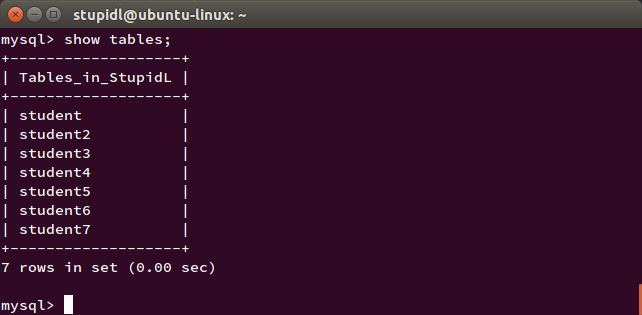 stupidl@ubuntu-linux: ~
mysql> show tables;
+-------------------+
| Tables_in_StupidL |
+-------------------+
| student           |
| student2          |
| student3          |
| student4          |
| student5          |
| student6          |
| student7          |
+-------------------+
7 rows in set (0.00 sec)
mysql>